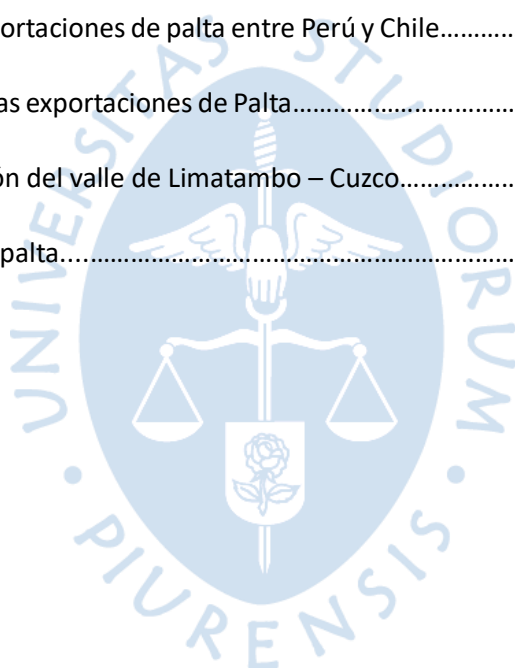 ortaciones de palta entre Perú y Chile...........
as exportaciones de Palta....................................
ón del valle de Limatambo – Cuzco.................
palta.............................................................................
UNIVERSITAS STUDIORUM
• PIURENSIS •